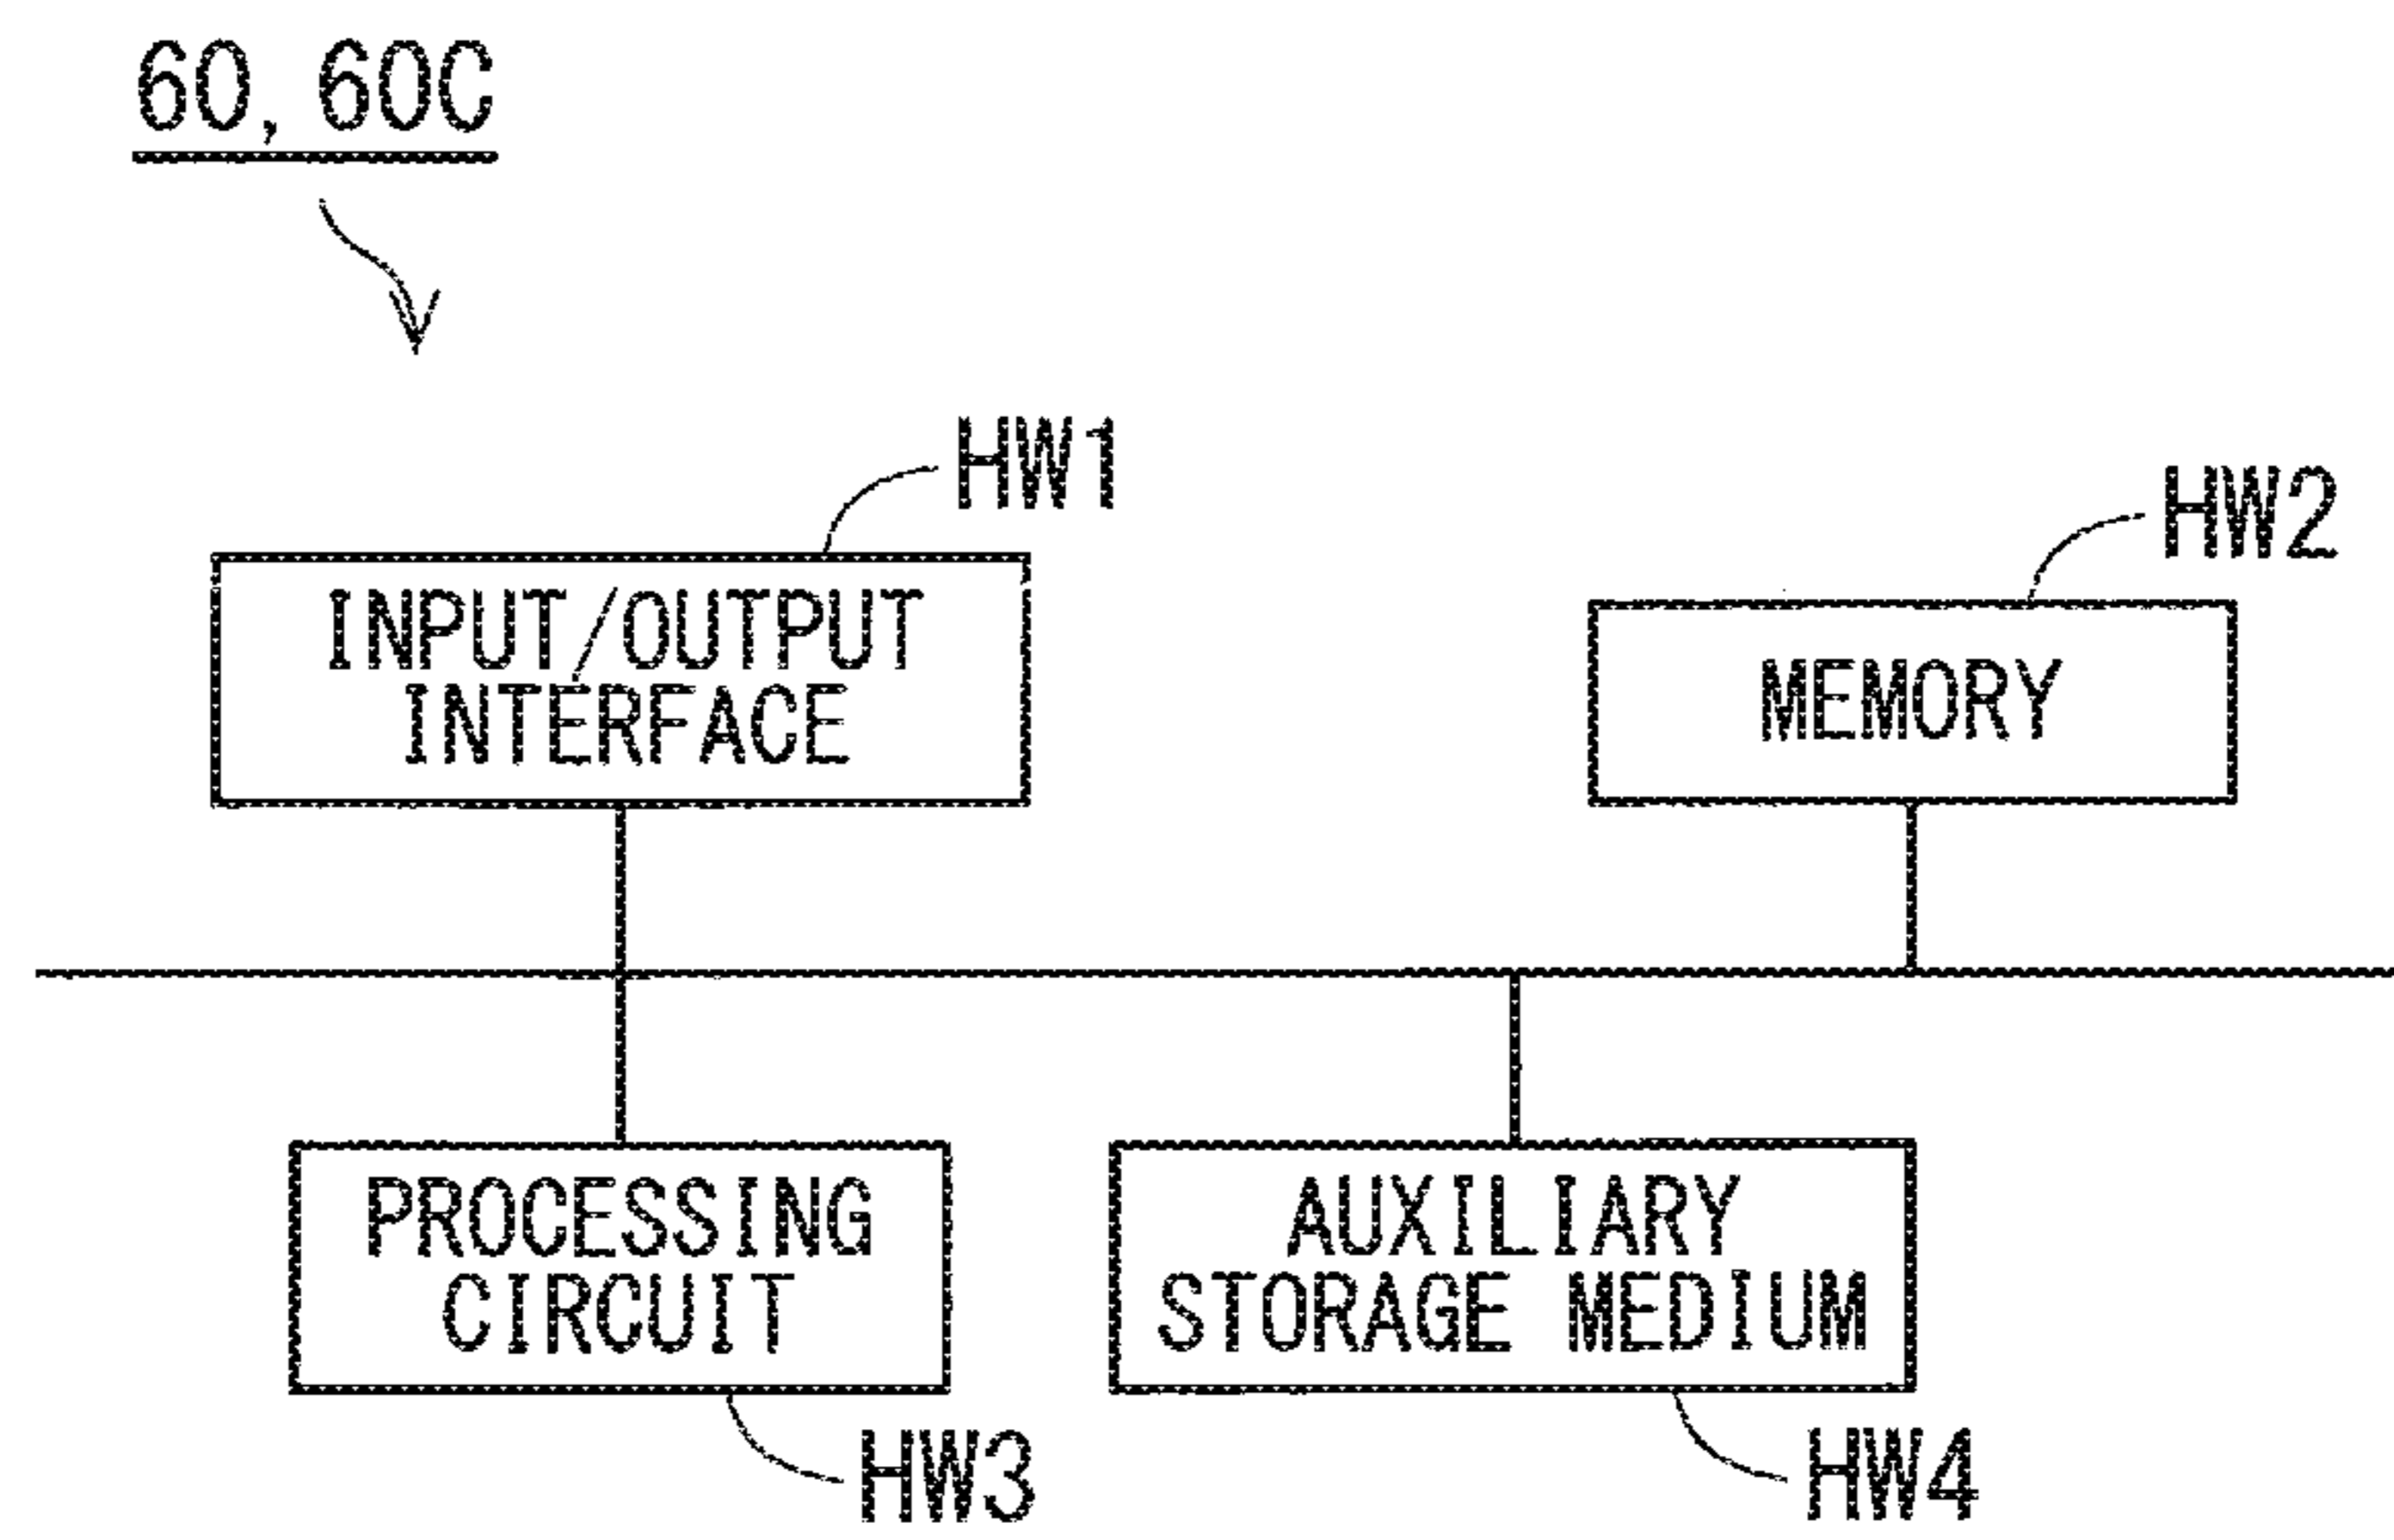 60, 60C
HW1
HW2
INPUT/OUTPUT
INTERFACE
MEMORY
PROCESSING
CIRCUIT
AUXILIARY
STORAGE MEDIUM
HW3
HW4